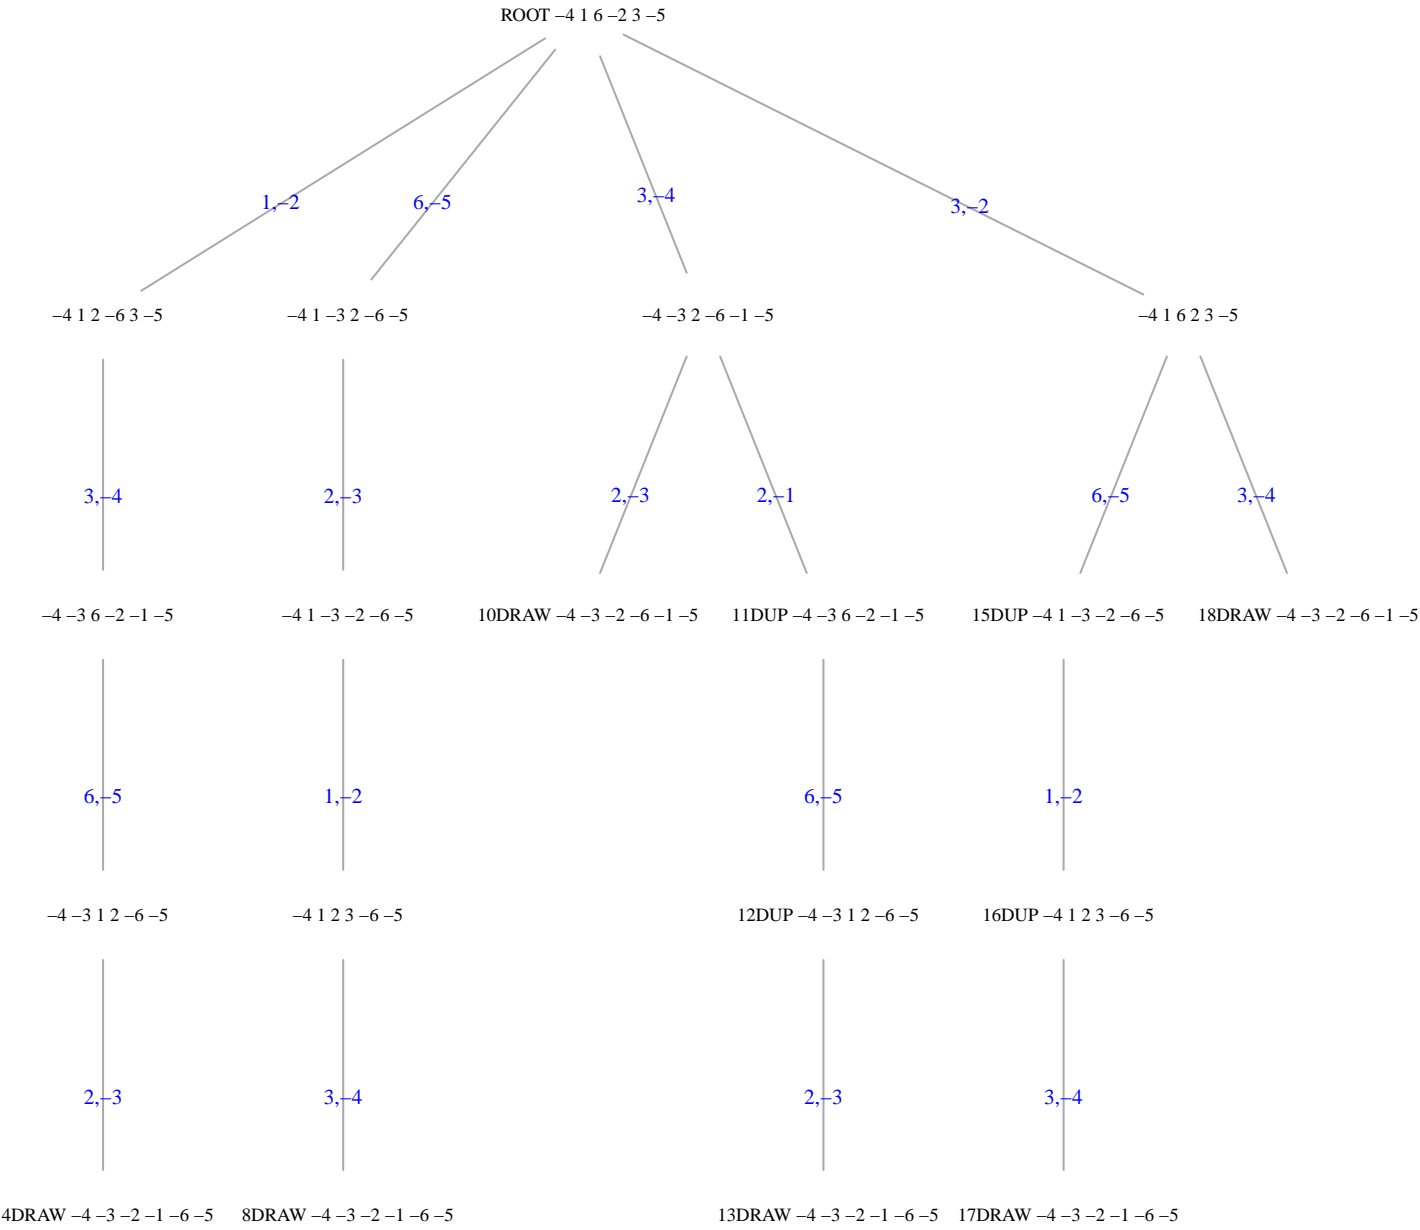 ROOT –4 1 6 –2 3 –5
1,–2
6,–5
3,–4
3,–2
–4 1 2 –6 3 –5
–4 1 –3 2 –6 –5
–4 –3 2 –6 –1 –5
–4 1 6 2 3 –5
3,–4
2,–3
2,–3
2,–1
6,–5
3,–4
–4 –3 6 –2 –1 –5
–4 1 –3 –2 –6 –5
10DRAW –4 –3 –2 –6 –1 –5
11DUP –4 –3 6 –2 –1 –5
15DUP –4 1 –3 –2 –6 –5
18DRAW –4 –3 –2 –6 –1 –5
6,–5
1,–2
6,–5
1,–2
–4 –3 1 2 –6 –5
–4 1 2 3 –6 –5
12DUP –4 –3 1 2 –6 –5
16DUP –4 1 2 3 –6 –5
2,–3
3,–4
2,–3
3,–4
4DRAW –4 –3 –2 –1 –6 –5
8DRAW –4 –3 –2 –1 –6 –5
13DRAW –4 –3 –2 –1 –6 –5
17DRAW –4 –3 –2 –1 –6 –5